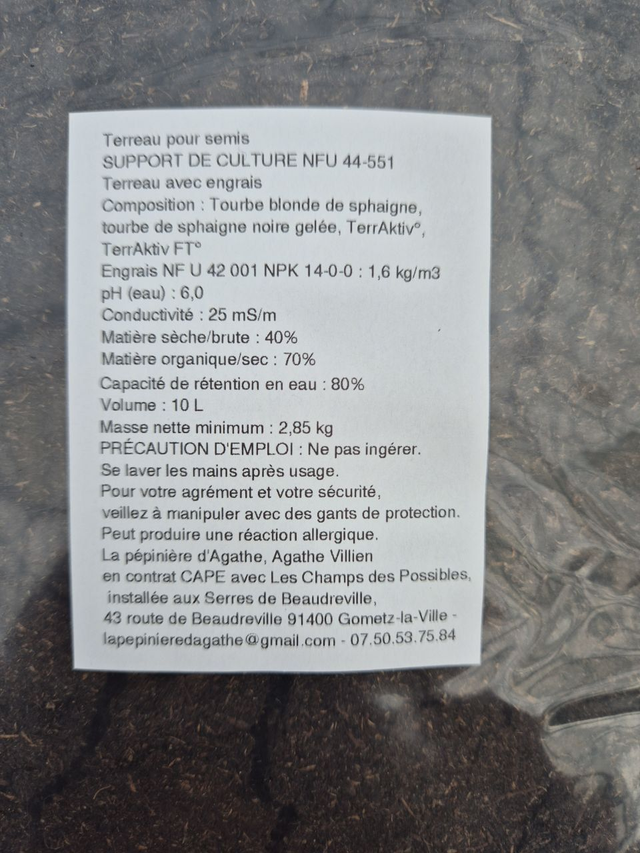 Terreau pour semis
SUPPORT DE CULTURE NFU 44-551
Terreau avec engrais
Composition : Tourbe blonde de sphaigne,
tourbe de sphaigne noire gelée, TerrAktiv°,
TerrAktiv FT°
Engrais NF U 42 001 NPK 14-0-0 : 1,6 kg/m3
pH (eau) : 6,0
Conductivité : 25 mS/m
Matière sèche/brute : 40%
Matière organique/sec : 70%
Capacité de rétention en eau : 80%
Volume : 10 L
Masse nette minimum : 2,85 kg
PRÉCAUTION D'EMPLOI : Ne pas ingérer.
Se laver les mains après usage.
Pour votre agrément et votre sécurité,
veillez à manipuler avec des gants de protection.
Peut produire une réaction allergique.
La pépinière d'Agathe, Agathe Villien
en contrat CAPE avec Les Champs des Possibles,
installée aux Serres de Beaudreville,
43 route de Beaudreville 91400 Gometz-la-Ville -
lapepinieredagathe@gmail.com - 07.50.53.75.84